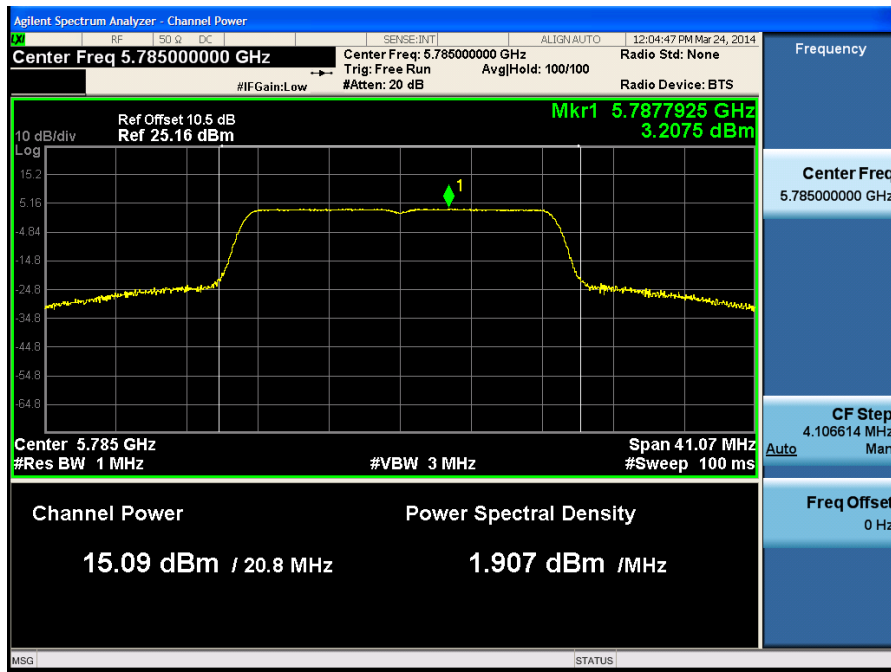 Agilent Spectrum Analyzer - Channel Power
LXI RF 50 Ω DC SENSE:INT ALIGN AUTO 12:04:47 PM Mar 24, 2014
Center Freq 5.785000000 GHz
Center Freq: 5.785000000 GHz
Radio Std: None
Trig: Free Run Avg|Hold: 100/100
#IFGain:Low
#Atten: 20 dB
Radio Device: BTS
Mkr1 5.7877925 GHz
3.2075 dBm
Ref Offset 10.5 dB
10 dB/div Ref 25.16 dBm
Log
15.2
1
5.16
-4.84
-14.8
-24.8
-34.8
-44.8
-54.8
-64.8
Center 5.785 GHz Span 41.07 MHz
#Res BW 1 MHz #VBW 3 MHz #Sweep 100 ms
Channel Power Power Spectral Density
15.09 dBm / 20.8 MHz 1.907 dBm /MHz
Frequency
Center Freq
5.785000000 GHz
CF Step
4.106614 MHz
Auto Man
Freq Offset
0 Hz
MSG STATUS